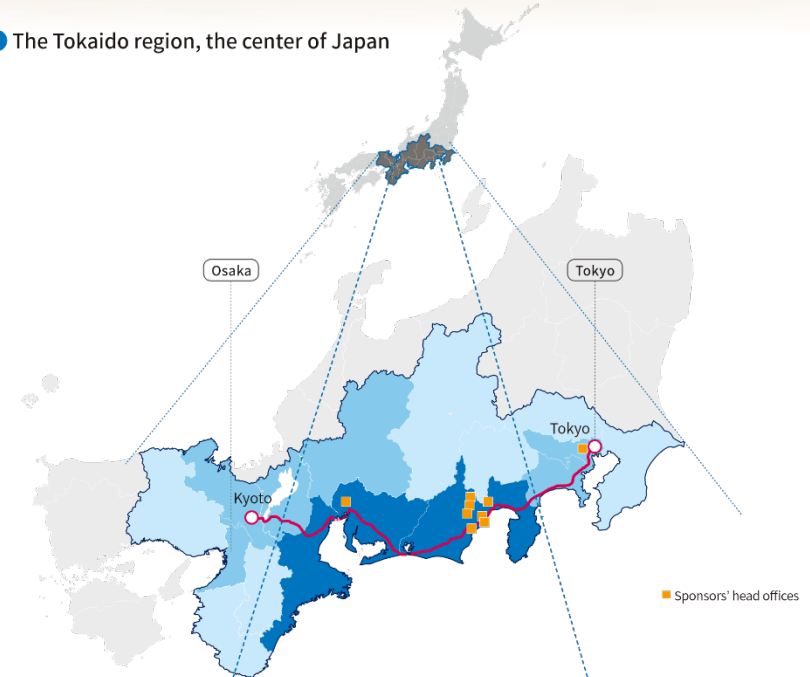 The Tokaido region, the center of Japan
Osaka
Tokyo
Tokyo
Kyoto
Sponsors' head offices